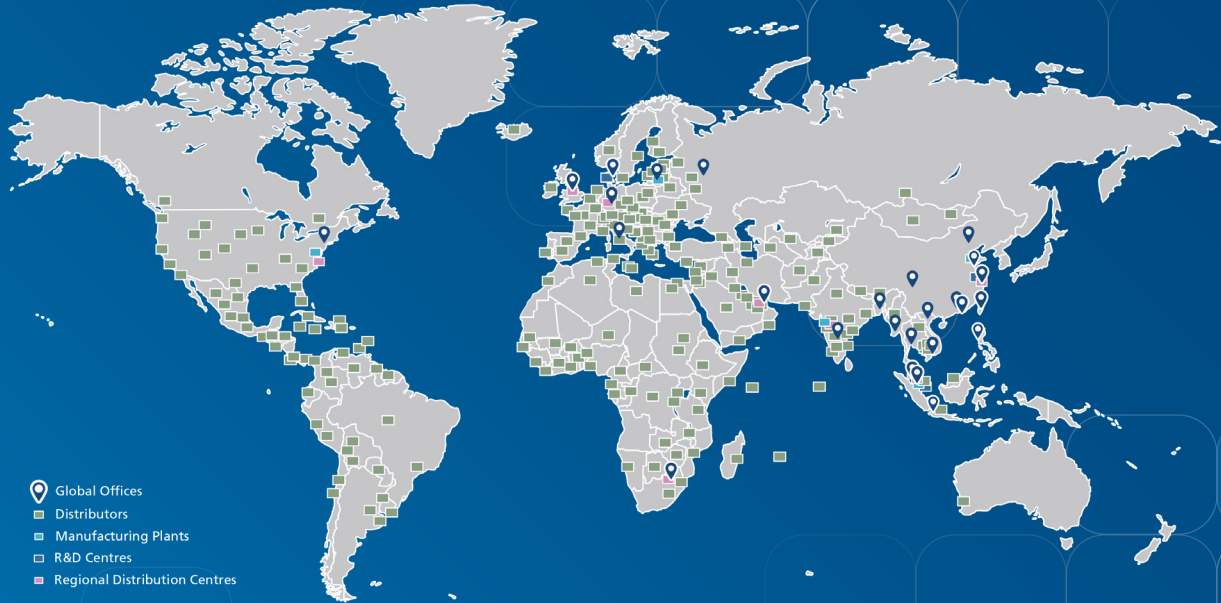 Global Offices
Distributors
Manufacturing Plants
R&D Centres
Regional Distribution Centres